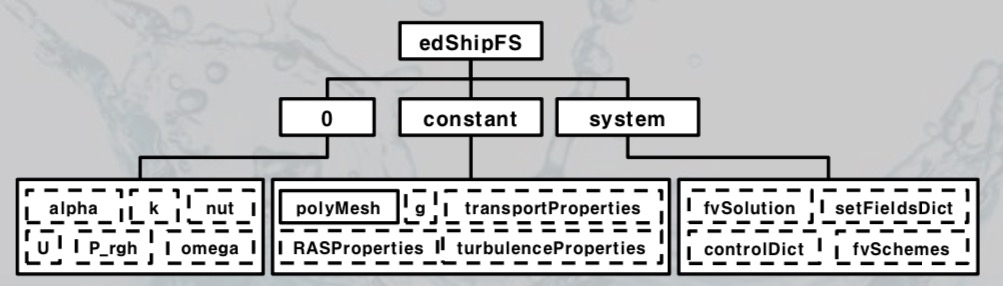 edShipFS
0 constant system
alpha k nut polyMesh g transportProperties fvSolution setFieldsDict
U P_rgh omega RASProperties turbulenceProperties controlDict fvSchemes